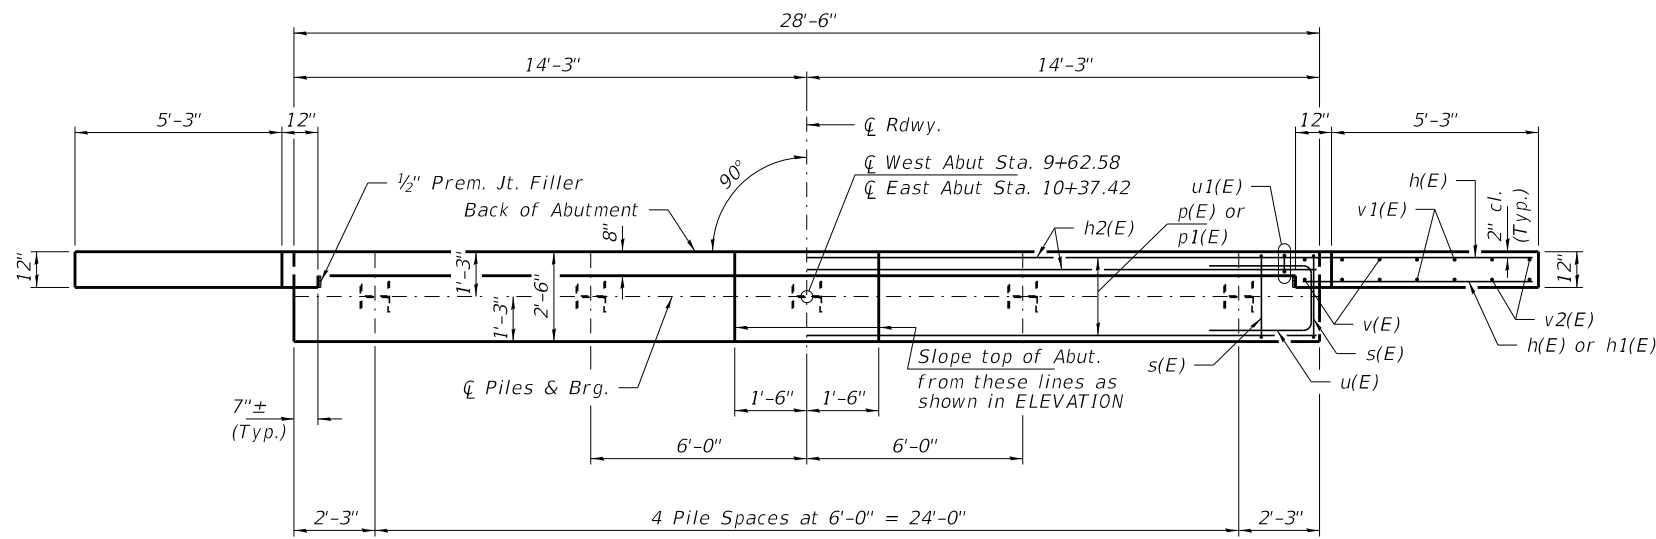 28'-6"
14'-3"
14'-3"
5'-3"
12"
℄ Rdwy.
12"
5'-3"
90°
℄ West Abut Sta. 9+62.58
℄ East Abut Sta. 10+37.42
½" Prem. Jt. Filler
Back of Abutment
u1(E)
p(E) or
p1(E)
h(E)
v1(E)
2" cl.
(Typ.)
h2(E)
8"
12"
1'-3"
2'-6"
1'-3"
12"
v(E)
v2(E)
s(E)
h(E) or h1(E)
s(E)
u(E)
℄ Piles & Brg.
Slope top of Abut.
from these lines as
shown in ELEVATION
1'-6"
1'-6"
7"±
(Typ.)
6'-0"
6'-0"
2'-3"
4 Pile Spaces at 6'-0" = 24'-0"
2'-3"